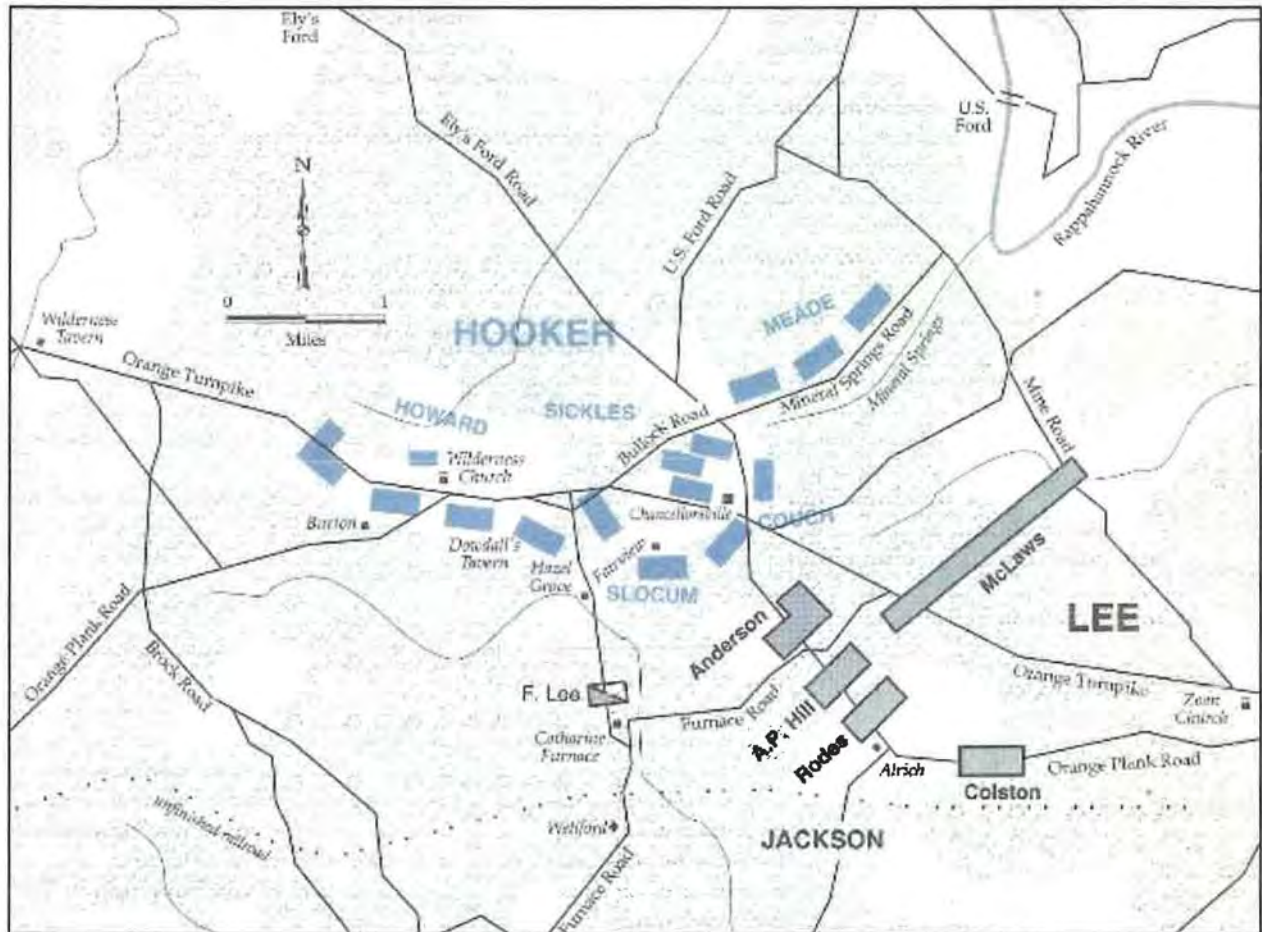 Ely's
Ford
U.S.
Ford
Rappahannock River
Ely's Ford Road
U.S. Ford Road
N
0 1
Miles
Wilderness
Tavern
HOOKER
MEADE
Orange Turnpike
Mineral Springs Road
Mineral Springs
HOWARD
SICKLES
Bullock Road
Mine Road
Wilderness
Church
Burton
Dowdall's
Tavern
Hazel
Grove
Fairview
Chancellorsville
COUCH
SLOCUM
McLaws
LEE
Anderson
Orange Plank Road
Brock Road
F. Lee
Catharine
Furnace
Furnace Road
A.P. Hill
Rodes
Alrich
Orange Turnpike
Zoan
Church
Orange Plank Road
Colston
unfinished railroad
Wellford
JACKSON
Furnace Road